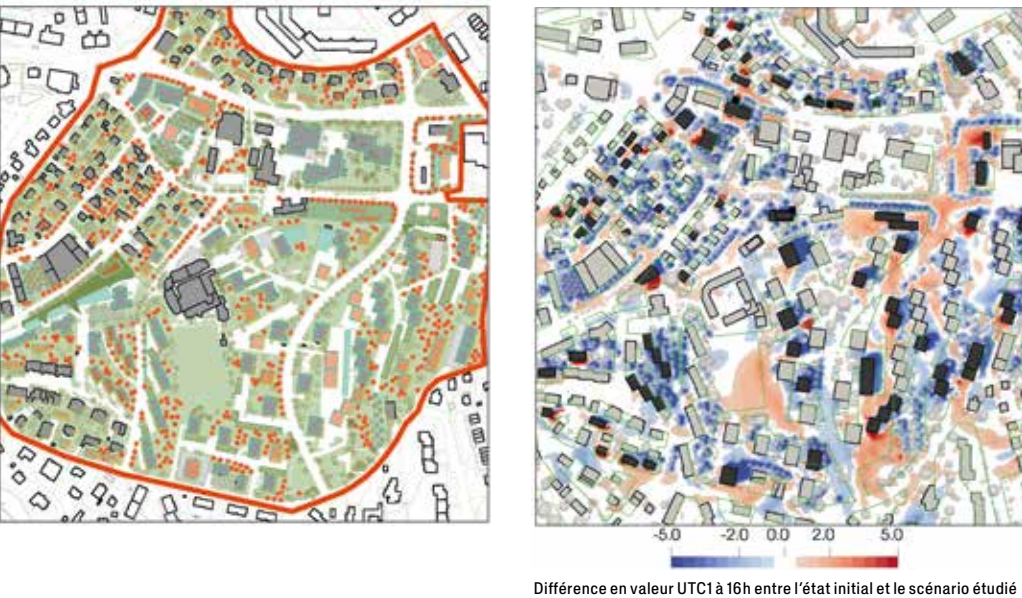 -5.0 -2.0 0.0 2.0 5.0
Différence en valeur UTC1 à 16h entre l'état initial et le scénario étudié